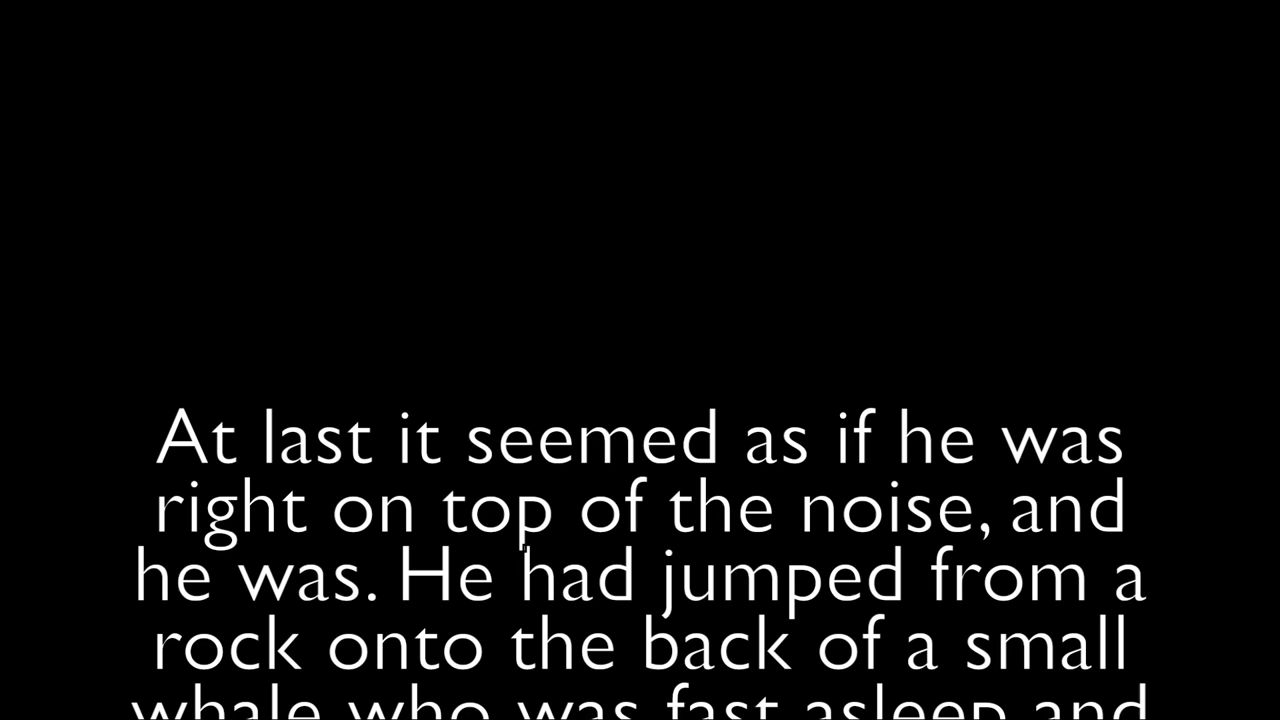 At last it seemed as if he was
right on top of the noise, and
he was. He had jumped from a
rock onto the back of a small
whale who was fast asleep and